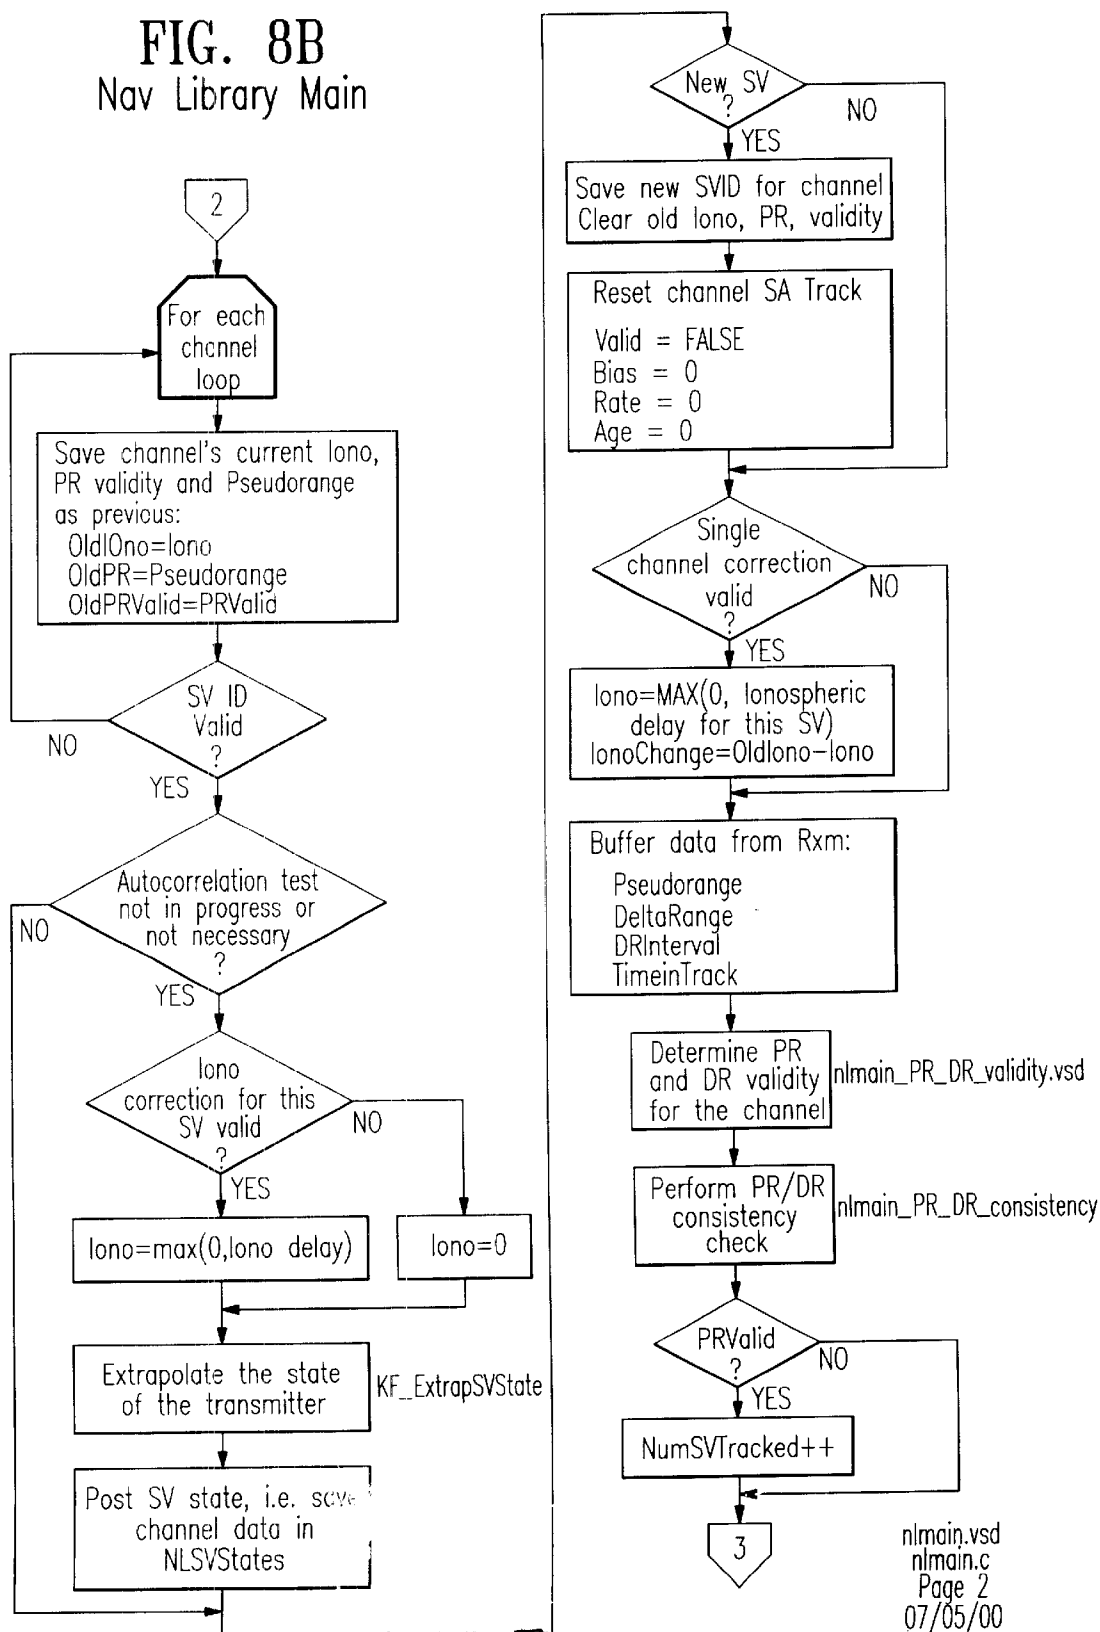 FIG. 8B
Nav Library Main
2
For each
channel
loop
Save channel's current Iono,
PR validity and Pseudorange
as previous:
OldIOno=Iono
OldPR=Pseudorange
OldPRValid=PRValid
SV ID
Valid
?
NO
YES
Autocorrelation test
not in progress or
not necessary
?
NO
YES
Iono
correction for this
SV valid
?
NO
YES
Iono=max(0,Iono delay)
Iono=0
Extrapolate the state
of the transmitter
KF_ExtrapSVState
Post SV state, i.e. save
channel data in
NLSVStates
New SV
?
NO
YES
Save new SVID for channel
Clear old Iono, PR, validity
Reset channel SA Track
Valid = FALSE
Bias = 0
Rate = 0
Age = 0
Single
channel correction
valid
?
NO
YES
Iono=MAX(0, Ionospheric
delay for this SV)
IonoChange=OldIono-Iono
Buffer data from Rxm:
Pseudorange
DeltaRange
DRInterval
TimeinTrack
Determine PR
and DR validity
for the channel
nlmain_PR_DR_validity.vsd
Perform PR/DR
consistency
check
nlmain_PR_DR_consistency
PRValid
?
NO
YES
NumSVTracked++
3
nlmain.vsd
nlmain.c
Page 2
07/05/00